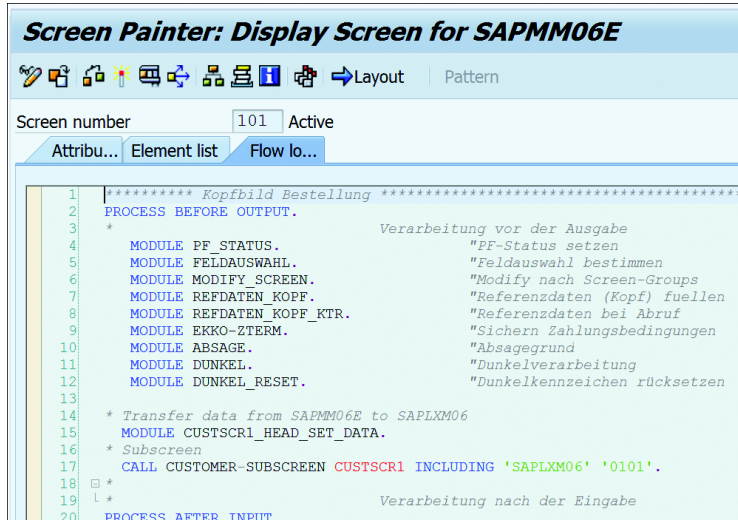 Screen Painter: Display Screen for SAPMM06E
Layout Pattern
Screen number 101 Active
Attribu... Element list Flow lo...
1 ********** Kopfbild Bestellung *****************************************
2 PROCESS BEFORE OUTPUT.
3 * Verarbeitung vor der Ausgabe
4 MODULE PF_STATUS. "PF-Status setzen
5 MODULE FELDAUSWAHL. "Feldauswahl bestimmen
6 MODULE MODIFY_SCREEN. "Modify nach Screen-Groups
7 MODULE REFDATEN_KOPF. "Referenzdaten (Kopf) fuellen
8 MODULE REFDATEN_KOPF_KTR. "Referenzdaten bei Abruf
9 MODULE EKKO-ZTERM. "Sichern Zahlungsbedingungen
10 MODULE ABSAGE. "Absagegrund
11 MODULE DUNKEL. "Dunkelverarbeitung
12 MODULE DUNKEL_RESET. "Dunkelkennzeichen rücksetzen
13
14 * Transfer data from SAPMM06E to SAPLXM06
15 MODULE CUSTSCR1_HEAD_SET_DATA.
16 * Subscreen
17 CALL CUSTOMER-SUBSCREEN CUSTSCR1 INCLUDING 'SAPLXM06' '0101'.
18 *
19 * Verarbeitung nach der Eingabe
20 PROCESS AFTER INPUT